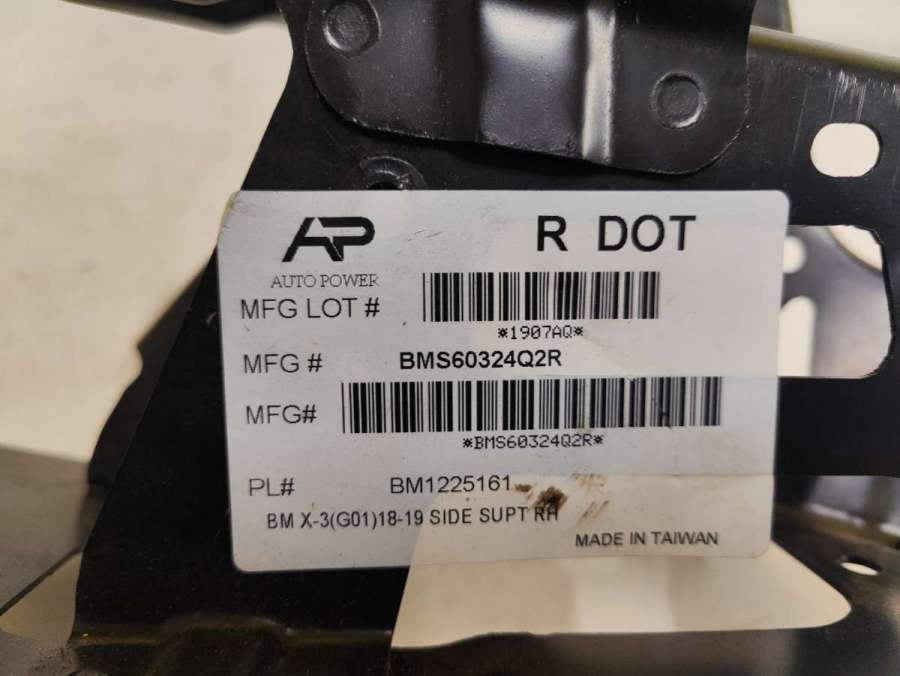 AP
R DOT
AUTO POWER
MFG LOT #
*1907AQ*
MFG # BMS60324Q2R
MFG#
*BMS60324Q2R*
PL# BM1225161
BM X-3(G01)18-19 SIDE SUPT RH
MADE IN TAIWAN